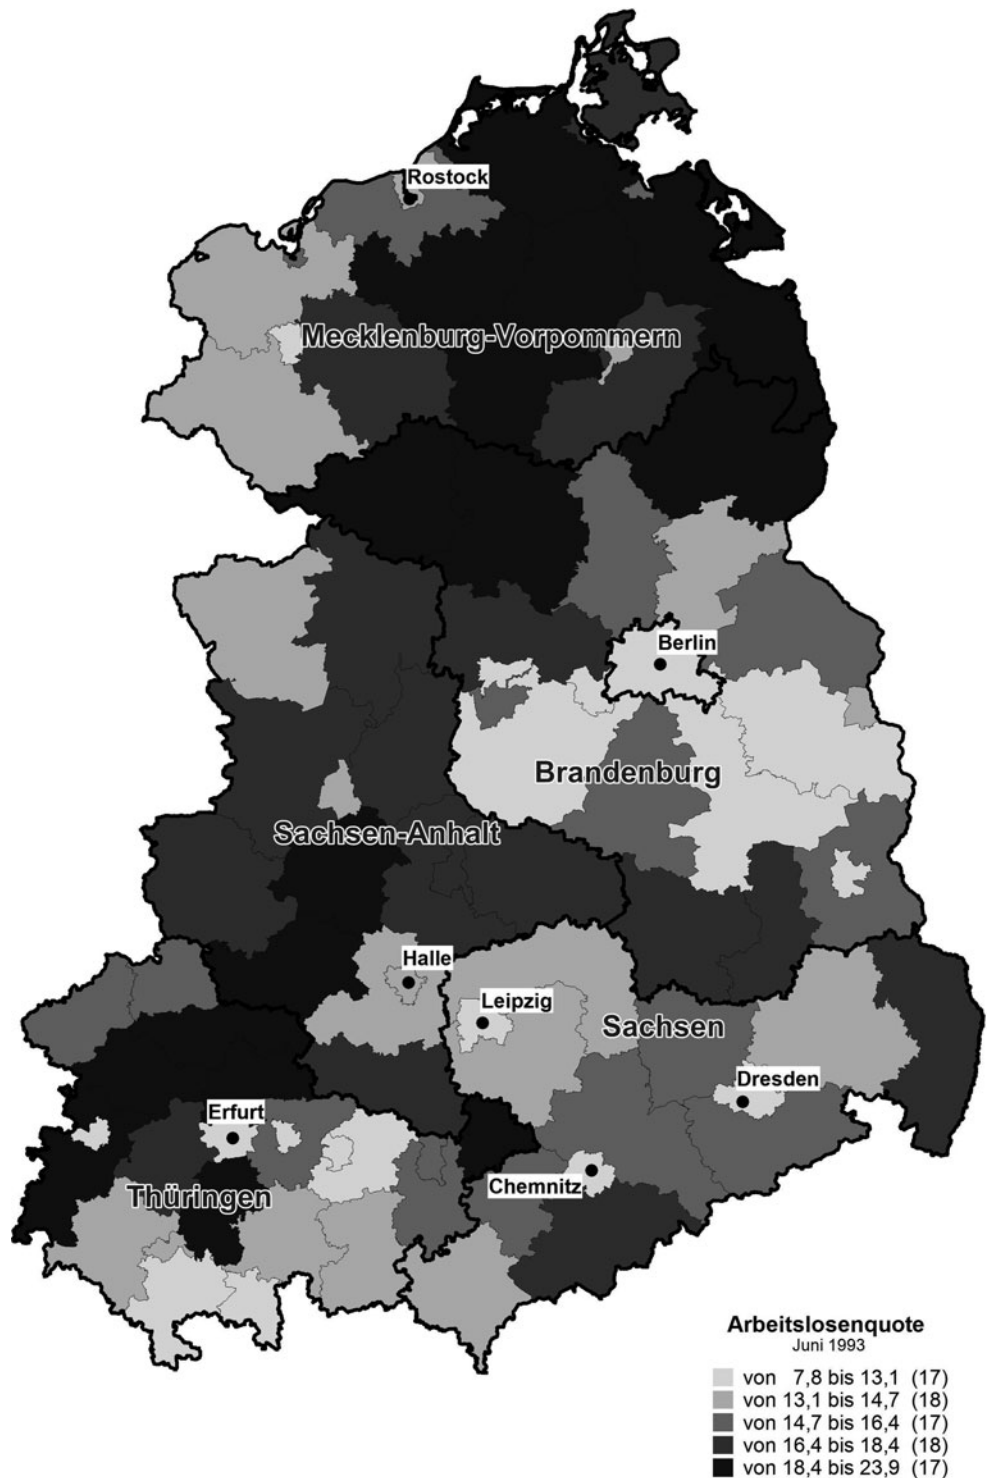 Rostock
Mecklenburg-Vorpommern
Berlin
Brandenburg
Sachsen-Anhalt
Halle
Leipzig
Sachsen
Dresden
Erfurt
Chemnitz
Thüringen
Arbeitslosenquote
Juni 1993
von 7,8 bis 13,1 (17)
von 13,1 bis 14,7 (18)
von 14,7 bis 16,4 (17)
von 16,4 bis 18,4 (18)
von 18,4 bis 23,9 (17)